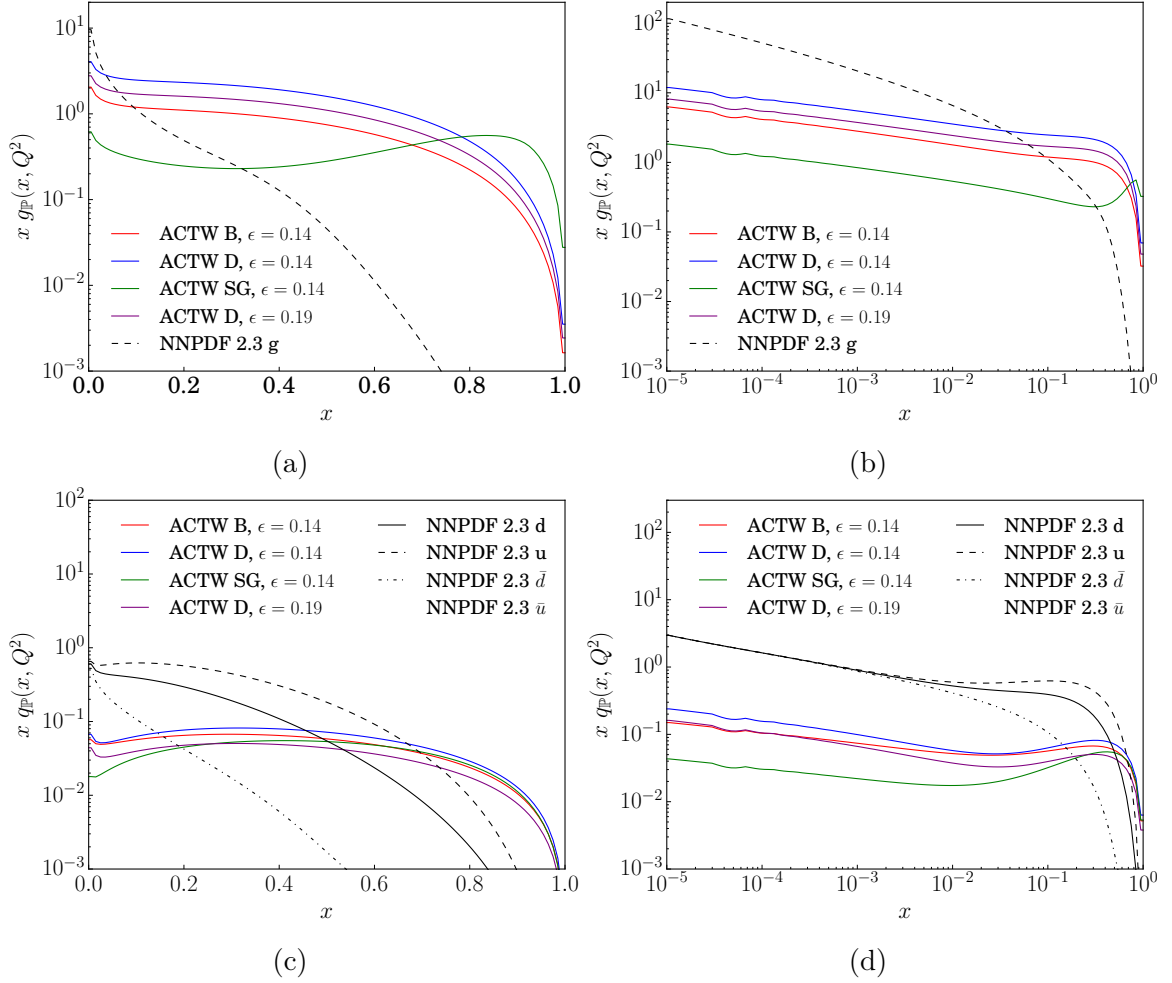 10^1
10^0
10^{-1}
10^{-2}
10^{-3}
x g_ℙ(x, Q^2)
ACTW B, ϵ = 0.14
ACTW D, ϵ = 0.14
ACTW SG, ϵ = 0.14
ACTW D, ϵ = 0.19
NNPDF 2.3 g
0.0 0.2 0.4 0.6 0.8 1.0
x
(a)
10^2
10^1
10^0
10^{-1}
10^{-2}
10^{-3}
x g_ℙ(x, Q^2)
ACTW B, ϵ = 0.14
ACTW D, ϵ = 0.14
ACTW SG, ϵ = 0.14
ACTW D, ϵ = 0.19
NNPDF 2.3 g
10^{-5} 10^{-4} 10^{-3} 10^{-2} 10^{-1} 10^0
x
(b)
10^2
10^1
10^0
10^{-1}
10^{-2}
10^{-3}
x q_ℙ(x, Q^2)
ACTW B, ϵ = 0.14
ACTW D, ϵ = 0.14
ACTW SG, ϵ = 0.14
ACTW D, ϵ = 0.19
NNPDF 2.3 d
NNPDF 2.3 u
NNPDF 2.3 d̄
NNPDF 2.3 ū
0.0 0.2 0.4 0.6 0.8 1.0
x
(c)
10^2
10^1
10^0
10^{-1}
10^{-2}
10^{-3}
x q_ℙ(x, Q^2)
ACTW B, ϵ = 0.14
ACTW D, ϵ = 0.14
ACTW SG, ϵ = 0.14
ACTW D, ϵ = 0.19
NNPDF 2.3 d
NNPDF 2.3 u
NNPDF 2.3 d̄
NNPDF 2.3 ū
10^{-5} 10^{-4} 10^{-3} 10^{-2} 10^{-1} 10^0
x
(d)